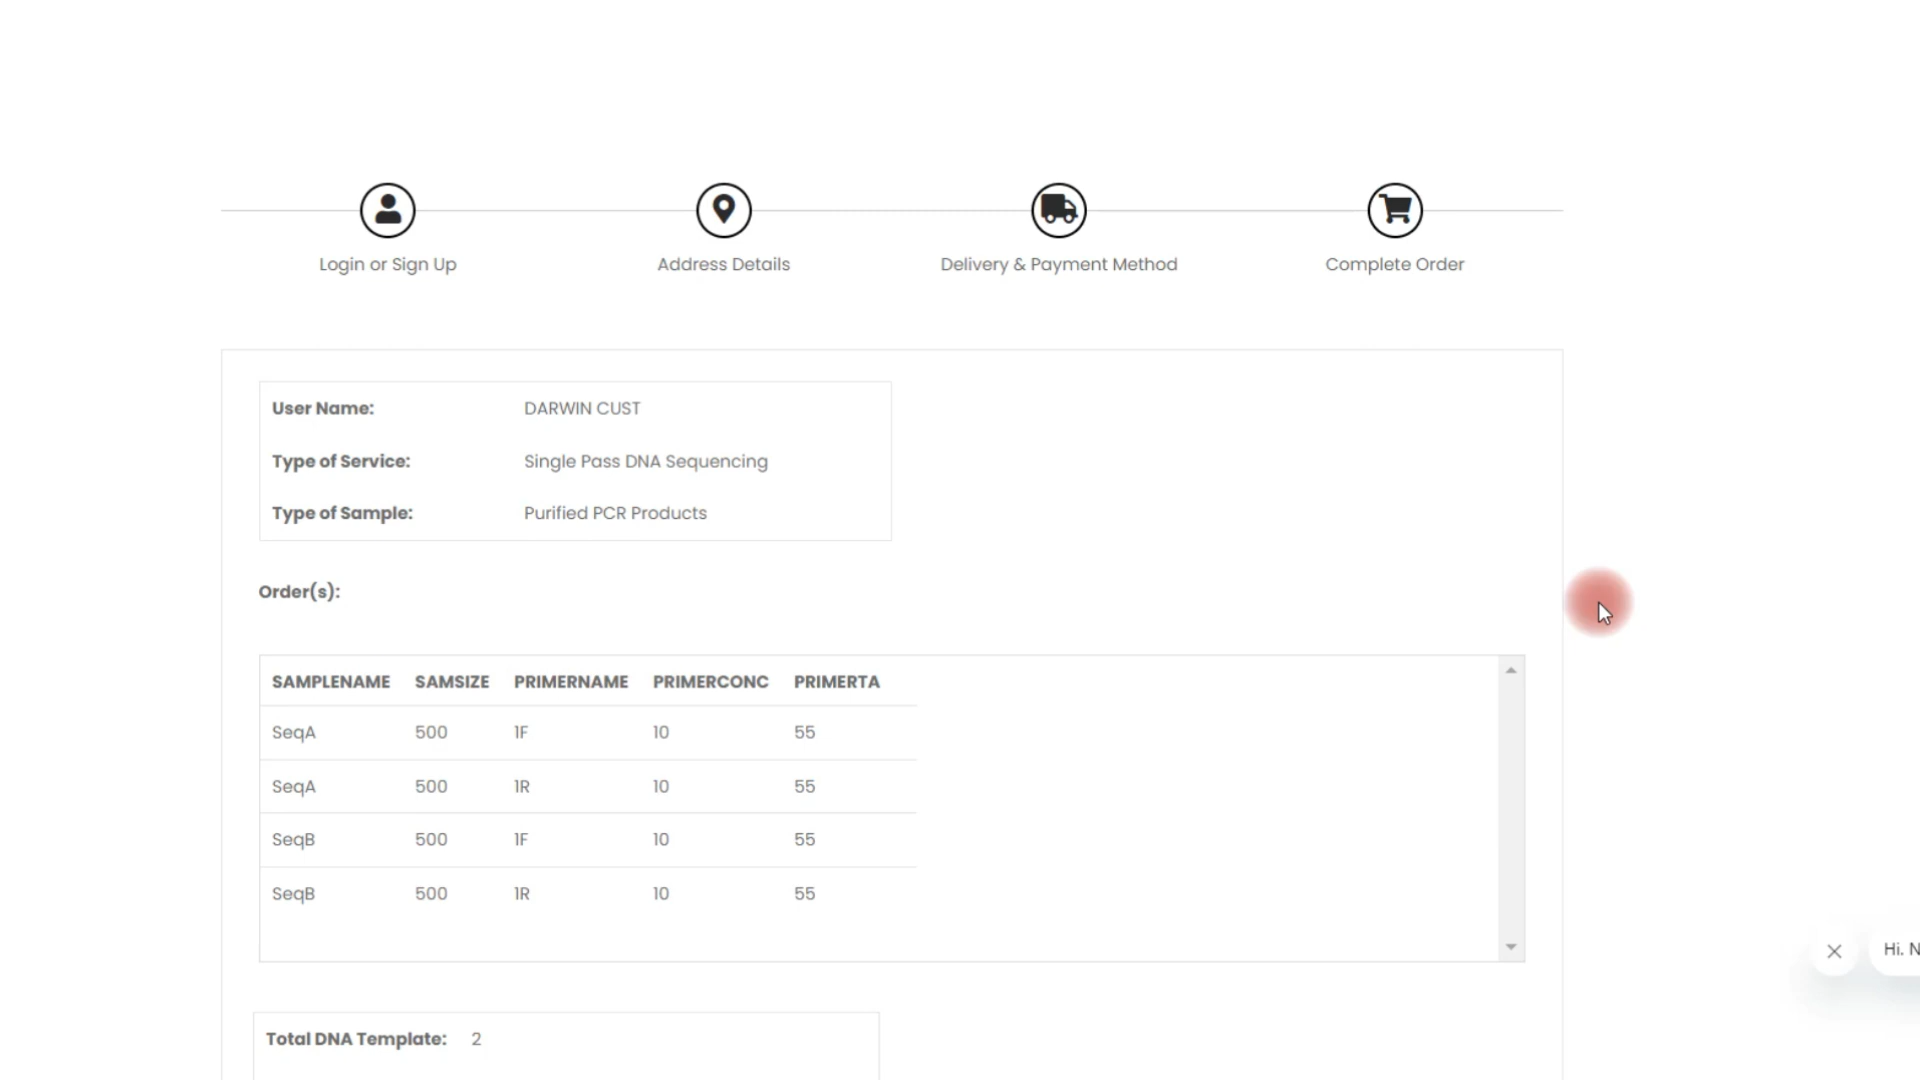 Login or Sign Up Address Details Delivery & Payment Method Complete Order
User Name: DARWIN CUST
Type of Service: Single Pass DNA Sequencing
Type of Sample: Purified PCR Products
Order(s):
SAMPLENAME SAMSIZE PRIMERNAME PRIMERCONC PRIMERTA
SeqA 500 1F 10 55
SeqA 500 1R 10 55
SeqB 500 1F 10 55
SeqB 500 1R 10 55
Hi. N
Total DNA Template: 2